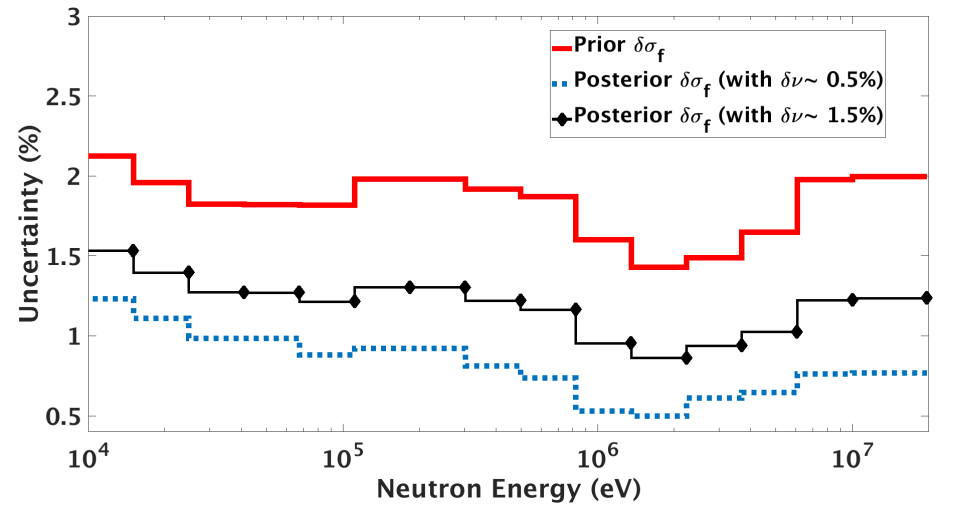 3
2.5
2
1.5
1
0.5
Uncertainty (%)
Prior δσf
Posterior δσf (with δν~ 0.5%)
Posterior δσf (with δν~ 1.5%)
10^4
10^5
10^6
10^7
Neutron Energy (eV)